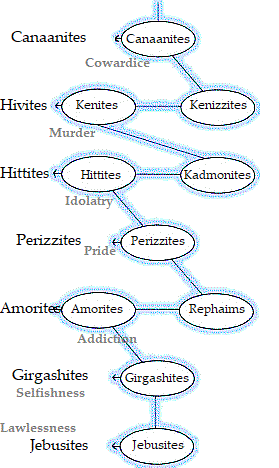 Canaanites Canaanites
Cowardice
Hivites Kenites Kenizzites
Murder
Hittites Hittites Kadmonites
Idolatry
Perizzites Perizzites
Pride
Amorites Amorites Rephaims
Addiction
Girgashites Girgashites
Selfishness
Lawlessness
Jebusites Jebusites